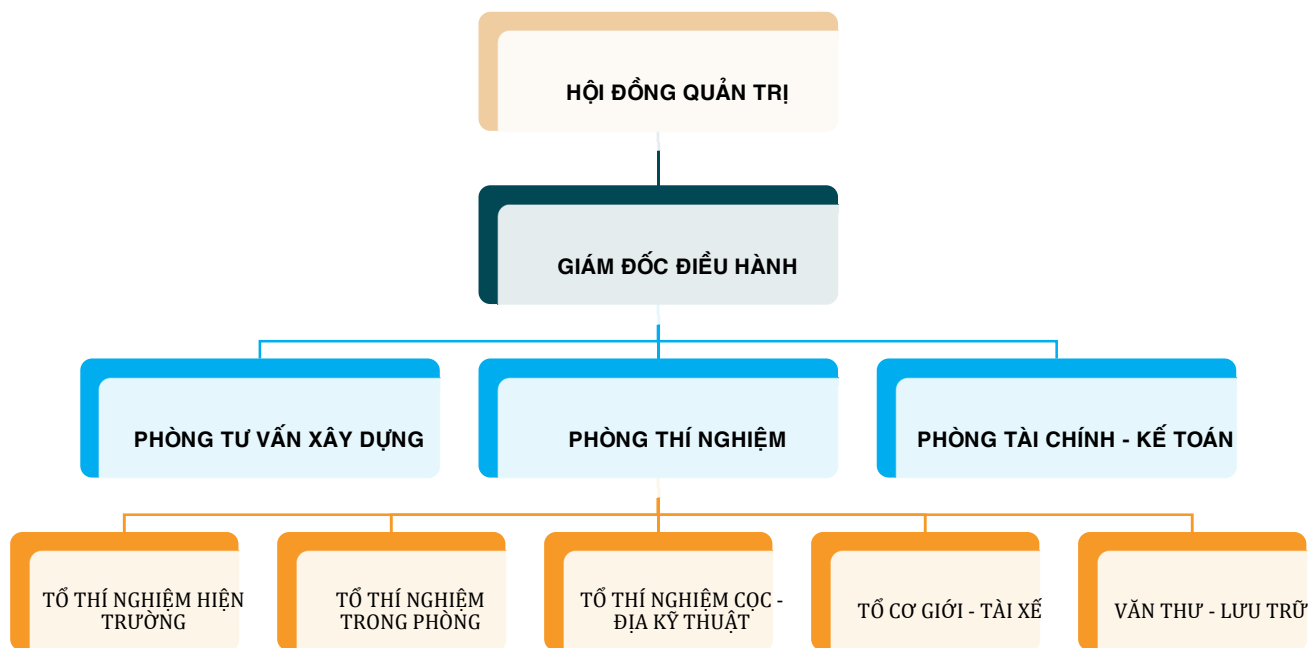 HỘI ĐỒNG QUẢN TRỊ
GIÁM ĐỐC ĐIỀU HÀNH
PHÒNG TƯ VẤN XÂY DỰNG
PHÒNG THÍ NGHIỆM
PHÒNG TÀI CHÍNH - KẾ TOÁN
TỔ THÍ NGHIỆM HIỆN
TRƯỜNG
TỔ THÍ NGHIỆM
TRONG PHÒNG
TỔ THÍ NGHIỆM CỌC -
ĐỊA KỸ THUẬT
TỔ CƠ GIỚI - TÀI XẾ
VĂN THƯ - LƯU TRỮ